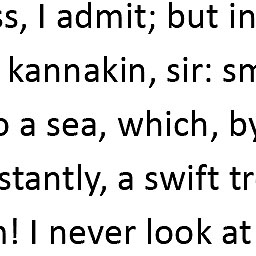 ss, I admit; but in
kannakin, sir: sm
o a sea, which, by
stantly, a swift tr
n! I never look at